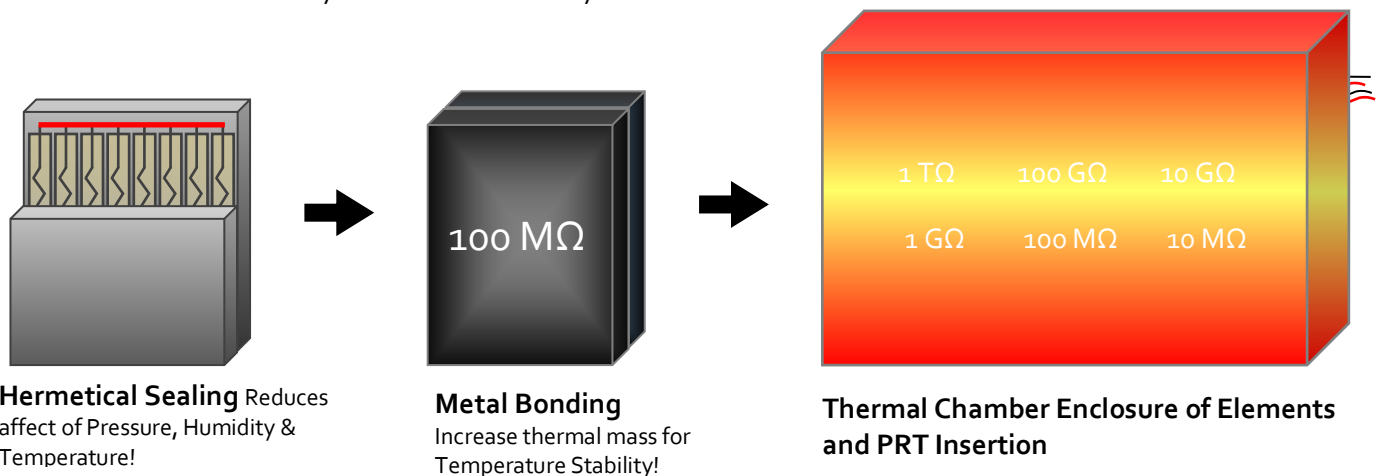 1 TΩ 100 GΩ 10 GΩ
100 MΩ
1 GΩ 100 MΩ 10 MΩ
Hermetical Sealing Reduces
affect of Pressure, Humidity &
Temperature!
Metal Bonding
Increase thermal mass for
Temperature Stability!
Thermal Chamber Enclosure of Elements
and PRT Insertion